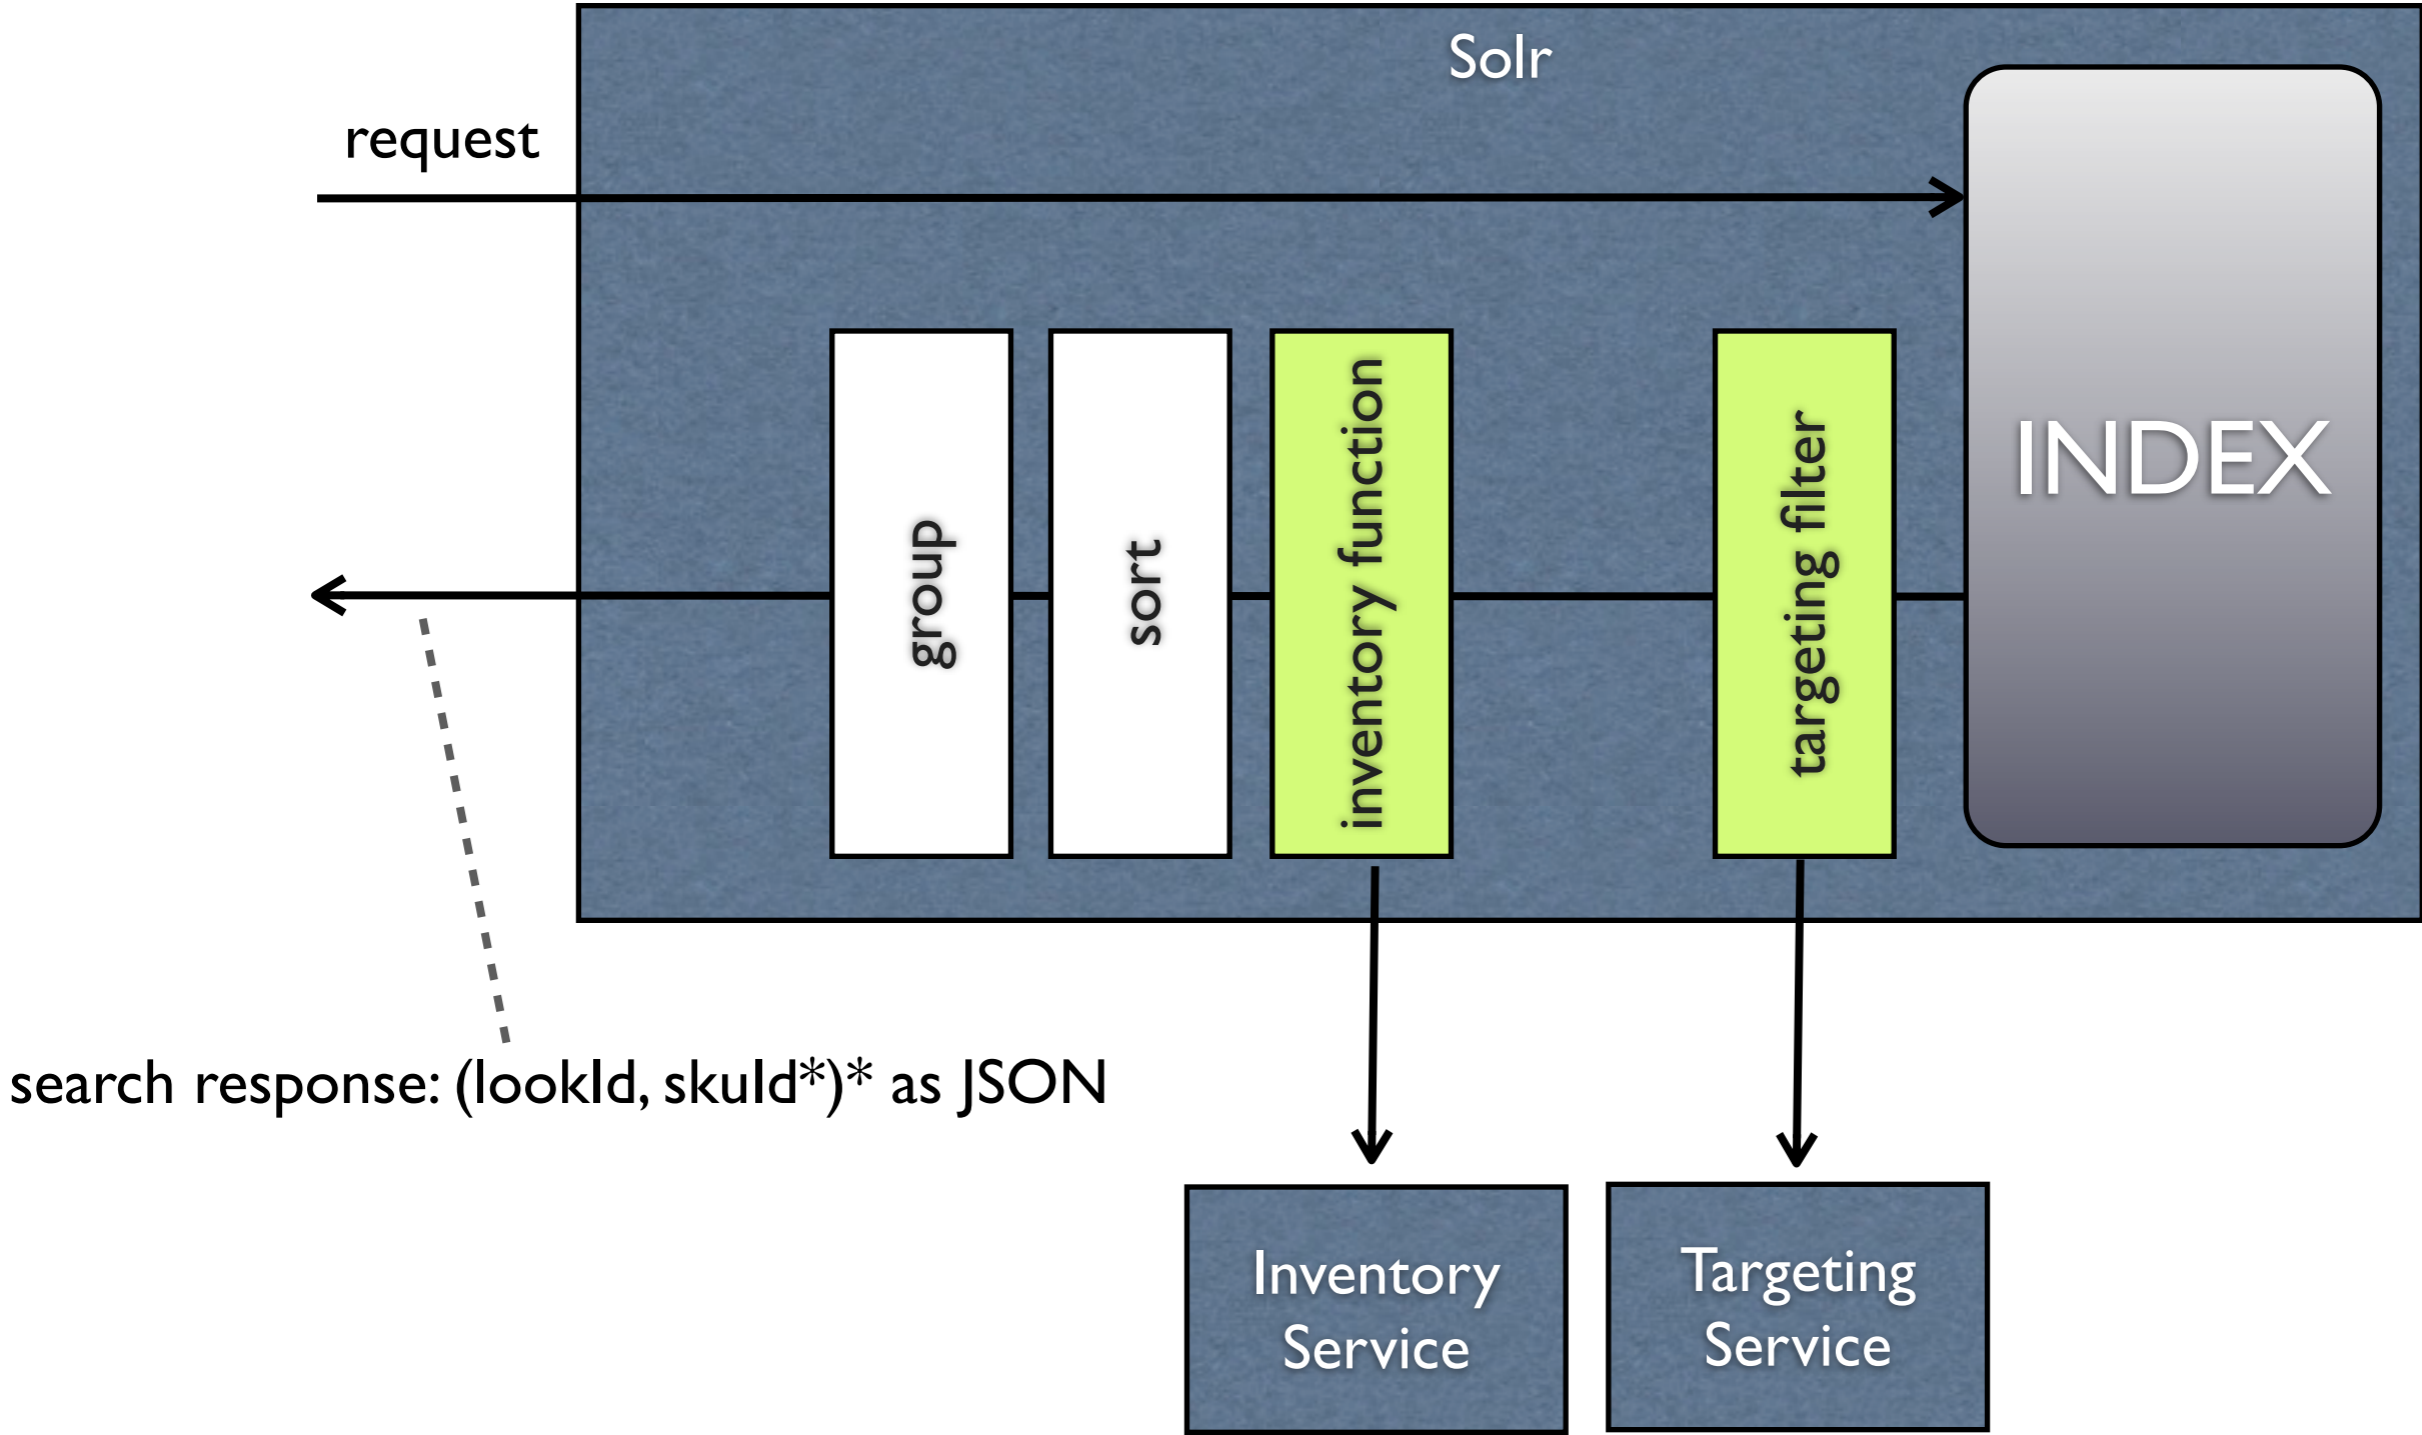 Solr
request
group
sort
inventory function
targeting filter
INDEX
search response: (lookId, skuId*)* as JSON
Inventory
Service
Targeting
Service